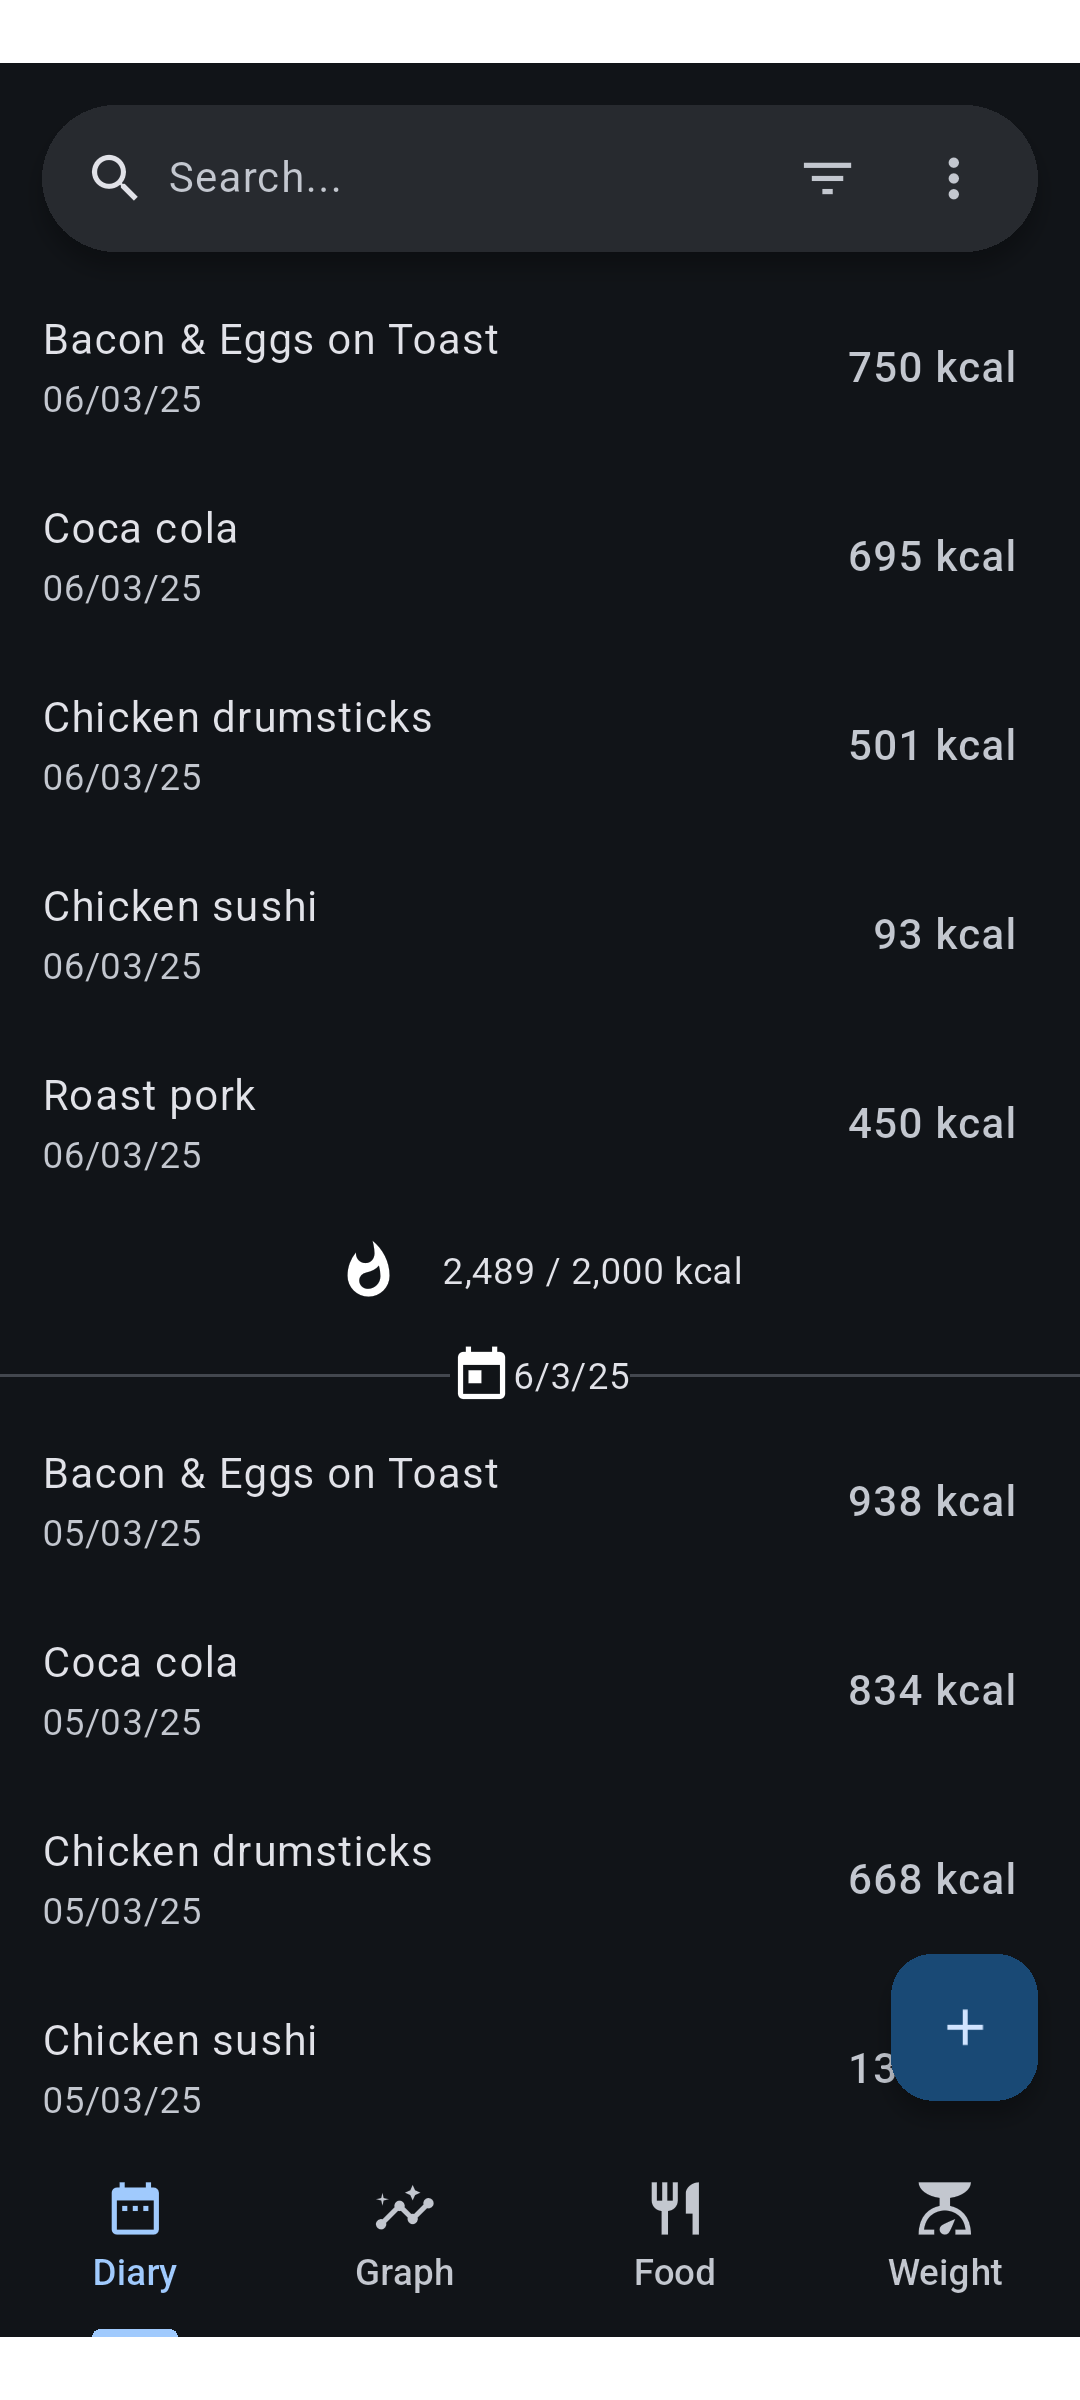 Search...
Bacon & Eggs on Toast
06/03/25
750 kcal
Coca cola
06/03/25
695 kcal
Chicken drumsticks
06/03/25
501 kcal
Chicken sushi
06/03/25
93 kcal
Roast pork
06/03/25
450 kcal
2,489 / 2,000 kcal
6/3/25
Bacon & Eggs on Toast
05/03/25
938 kcal
Coca cola
05/03/25
834 kcal
Chicken drumsticks
05/03/25
668 kcal
Chicken sushi
05/03/25
Diary
Graph
Food
Weight